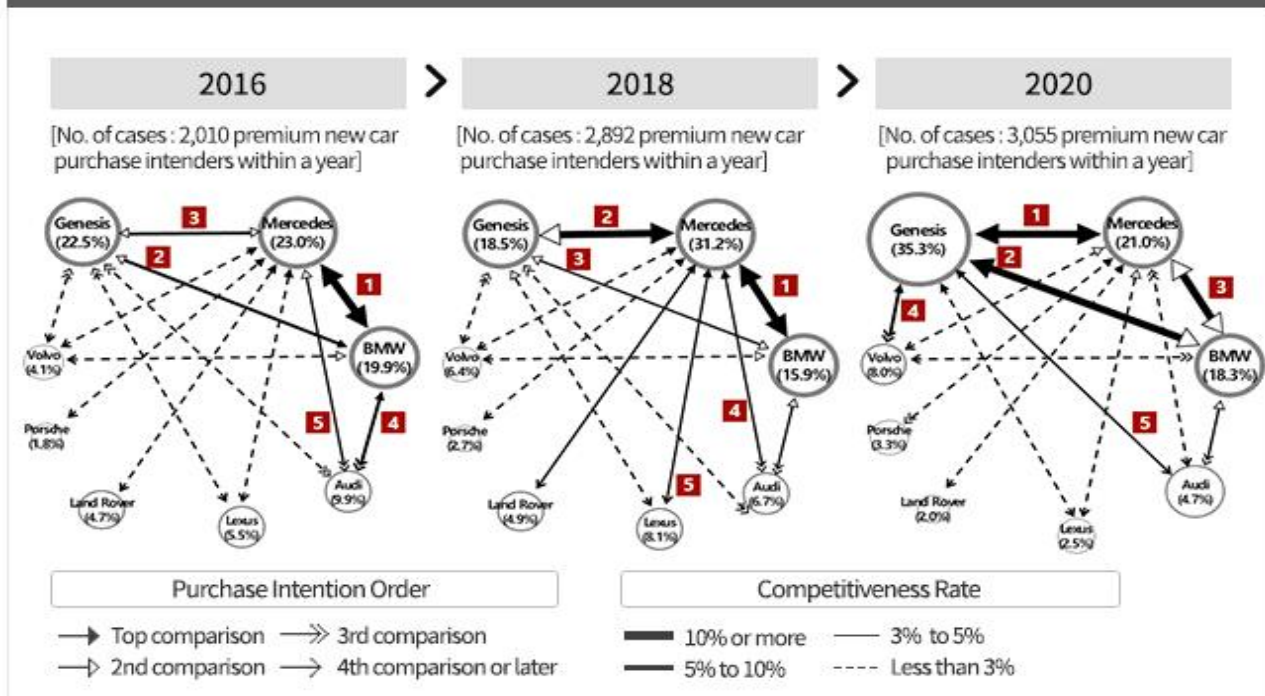 2016
2018
2020
[No. of cases : 2,010 premium new car
purchase intenders within a year]
[No. of cases : 2,892 premium new car
purchase intenders within a year]
[No. of cases : 3,055 premium new car
purchase intenders within a year]
Genesis
(22.5%)
3
Mercedes
(23.0%)
2
1
BMW
(19.9%)
Volvo
(4.1%)
Porsche
(1.8%)
5
4
Land Rover
(4.7%)
Lexus
(5.5%)
Audi
(9.9%)
Genesis
(18.5%)
2
Mercedes
(31.2%)
3
1
BMW
(15.9%)
Volvo
(6.4%)
Porsche
(2.7%)
4
5
Land Rover
(4.9%)
Lexus
(8.1%)
Audi
(6.7%)
Genesis
(35.3%)
1
Mercedes
(21.0%)
2
3
4
BMW
(18.3%)
Volvo
(8.0%)
Porsche
(3.3%)
5
Land Rover
(2.0%)
Lexus
(2.5%)
Audi
(4.7%)
Purchase Intention Order
Top comparison
3rd comparison
2nd comparison
4th comparison or later
Competitiveness Rate
10% or more
3% to 5%
5% to 10%
Less than 3%